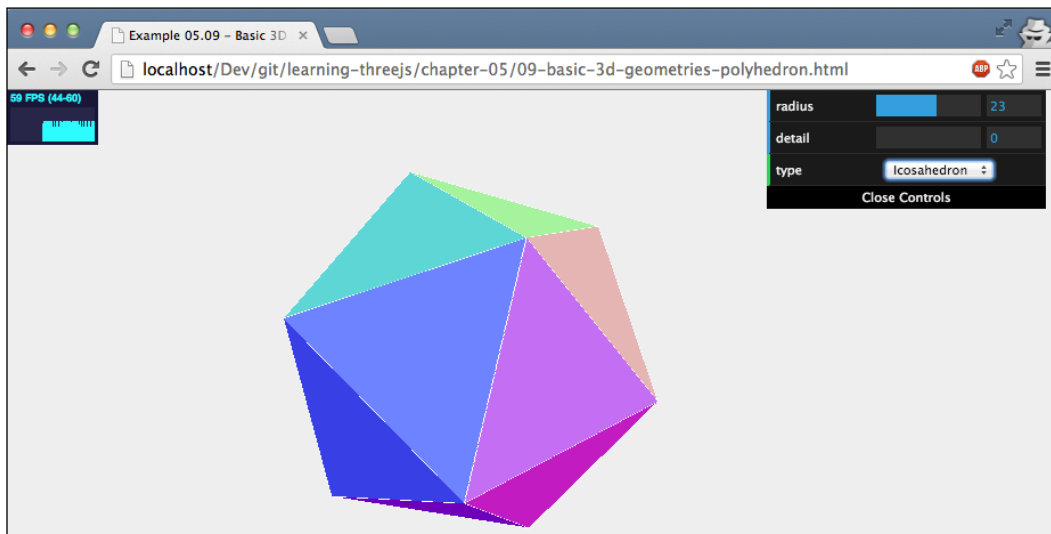 Example 05.09 – Basic 3D
localhost/Dev/git/learning-threejs/chapter-05/09-basic-3d-geometries-polyhedron.html
ABP
59 FPS (44-60)
radius 23
detail 0
type Icosahedron
Close Controls